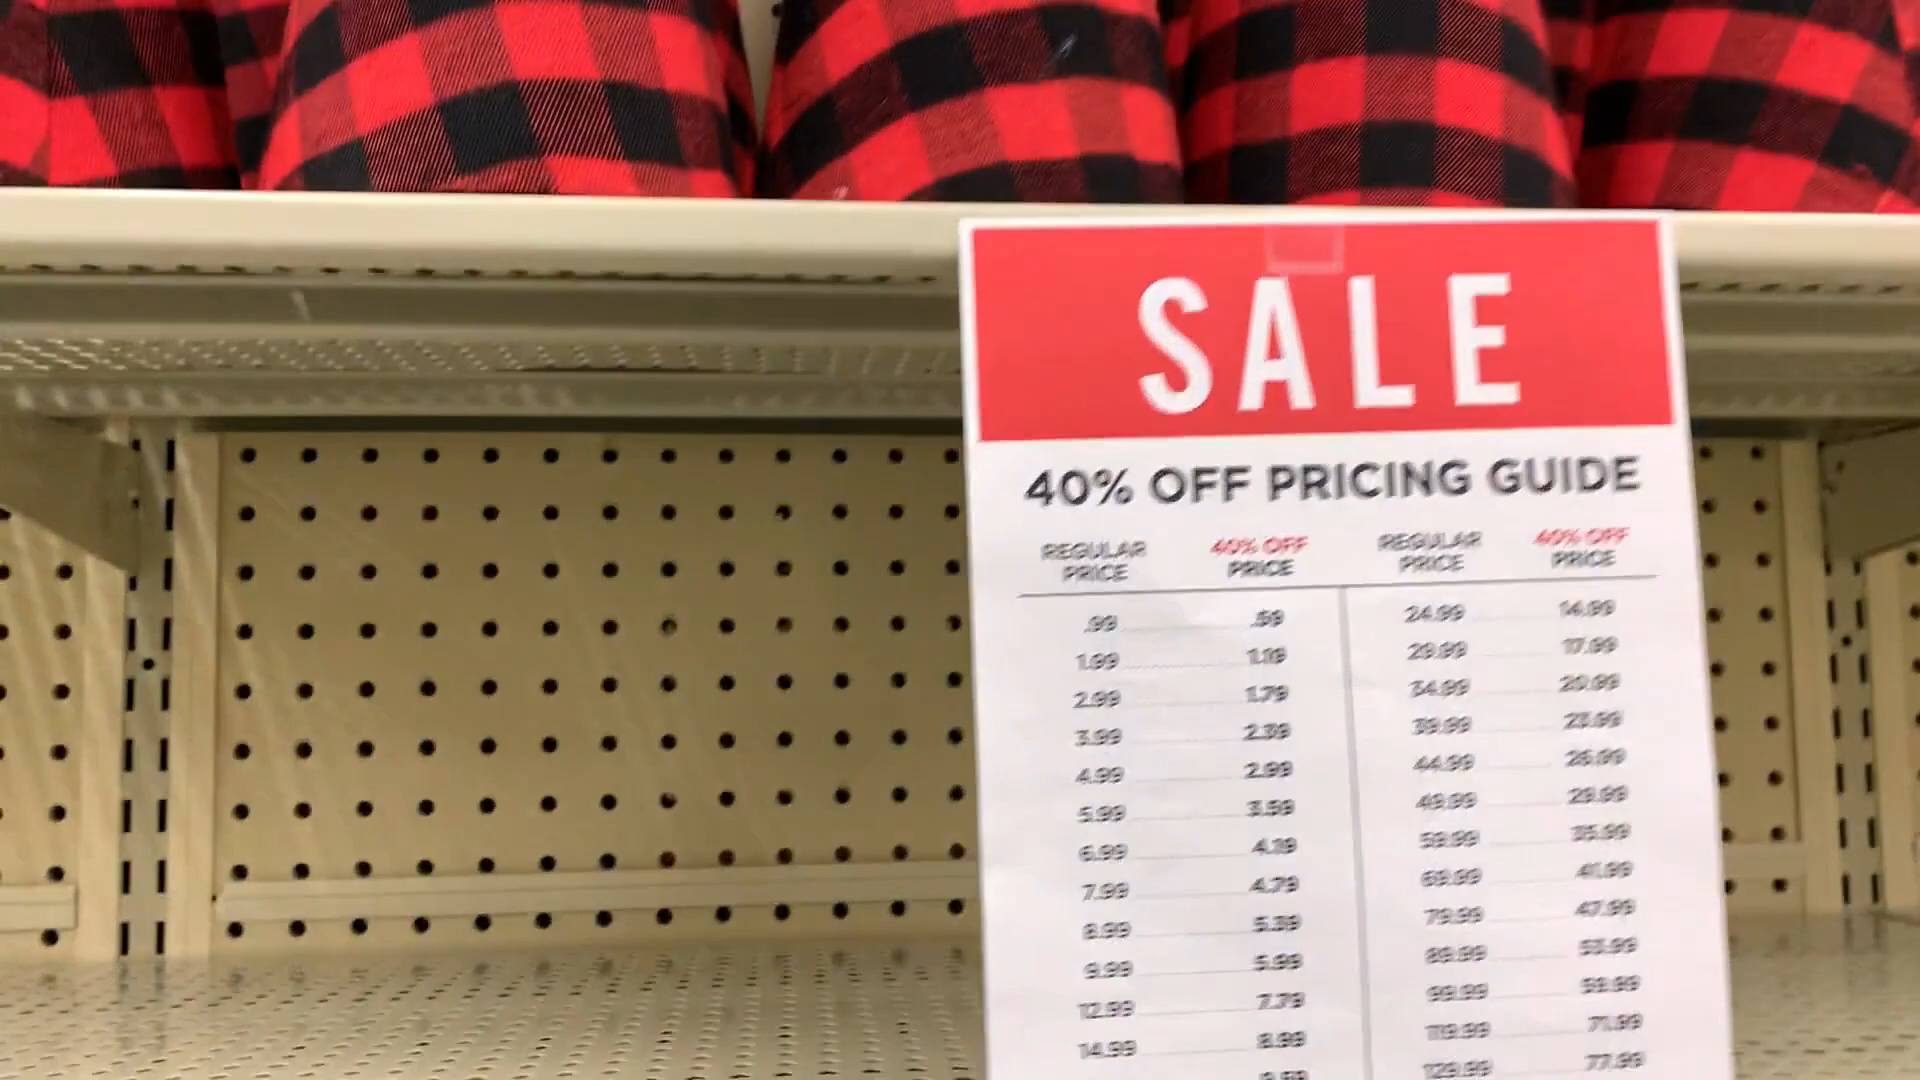 SALE
40% OFF PRICING GUIDE
REGULAR PRICE 40% OFF PRICE REGULAR PRICE 40% OFF PRICE
.99 .59 24.99 14.99
1.99 1.19 29.99 17.99
2.99 1.79 34.99 20.99
3.99 2.39 39.99 23.99
4.99 2.99 44.99 26.99
5.99 3.59 49.99 29.99
6.99 4.19 59.99 35.99
7.99 4.79 69.99 41.99
8.99 5.39 79.99 47.99
9.99 5.99 89.99 53.99
12.99 7.79 99.99 59.99
14.99 8.99 119.99 71.99
129.99 77.99